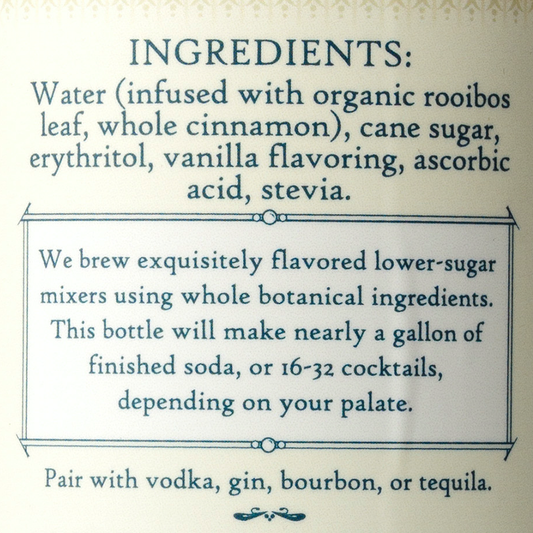 INGREDIENTS:
Water (infused with organic rooibos
leaf, whole cinnamon), cane sugar,
erythritol, vanilla flavoring, ascorbic
acid, stevia.
We brew exquisitely flavored lower-sugar
mixers using whole botanical ingredients.
This bottle will make nearly a gallon of
finished soda, or 16-32 cocktails,
depending on your palate.
Pair with vodka, gin, bourbon, or tequila.